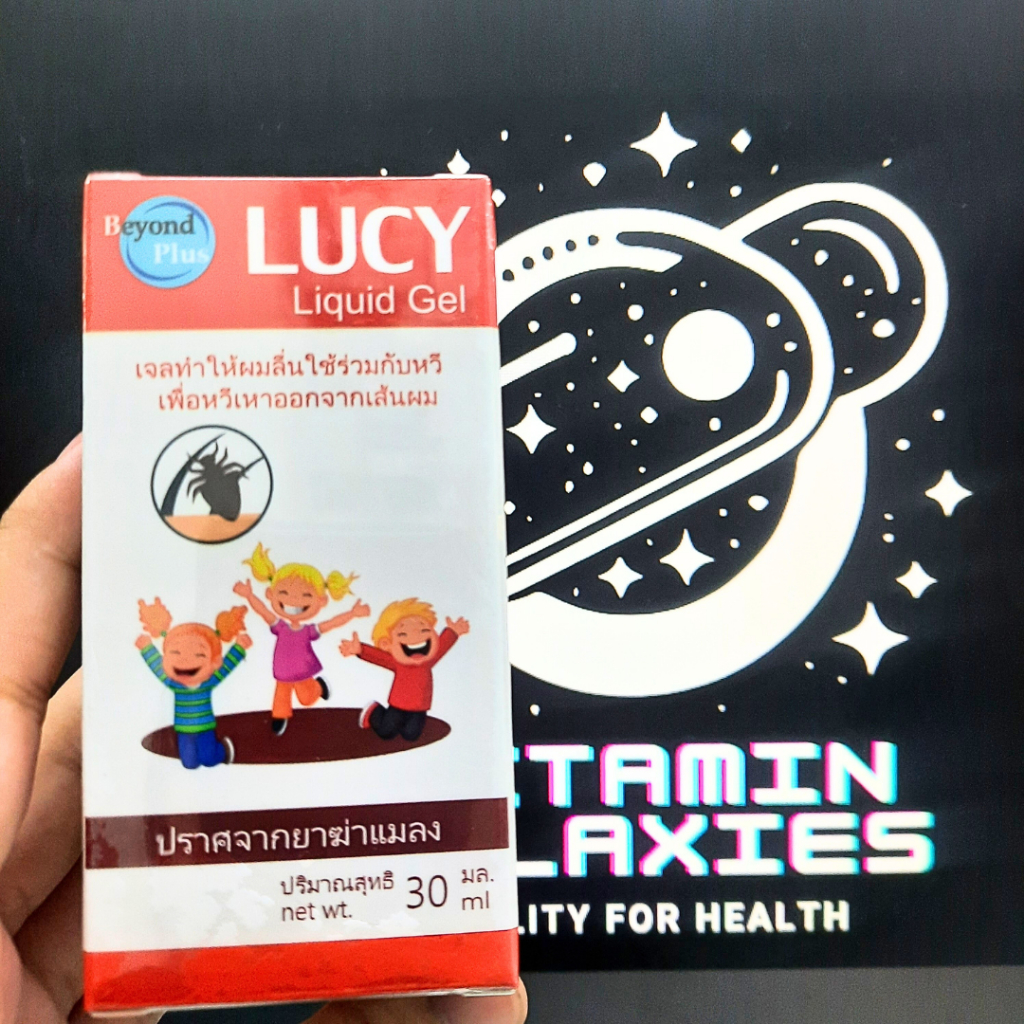 Beyond
Plus
LUCY
Liquid Gel
เจลทำให้ผมลื่นใช้ร่วมกับหวี
เพื่อหวีเหาออกจากเส้นผม
ปราศจากยาฆ่าแมลง
ปริมาณสุทธิ 30 มล.
net wt. ml
TAMIN
LAXIES
LITY FOR HEALTH